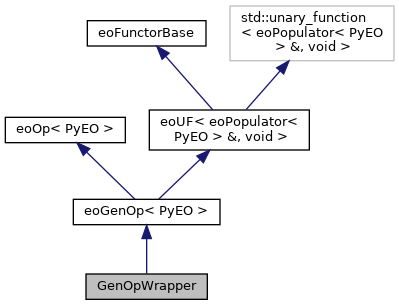 std::unary_function
< eoPopulator< PyEO
> &, void >
eoFunctorBase
eoUF< eoPopulator<
PyEO > &, void >
eoOp< PyEO >
eoGenOp< PyEO >
GenOpWrapper